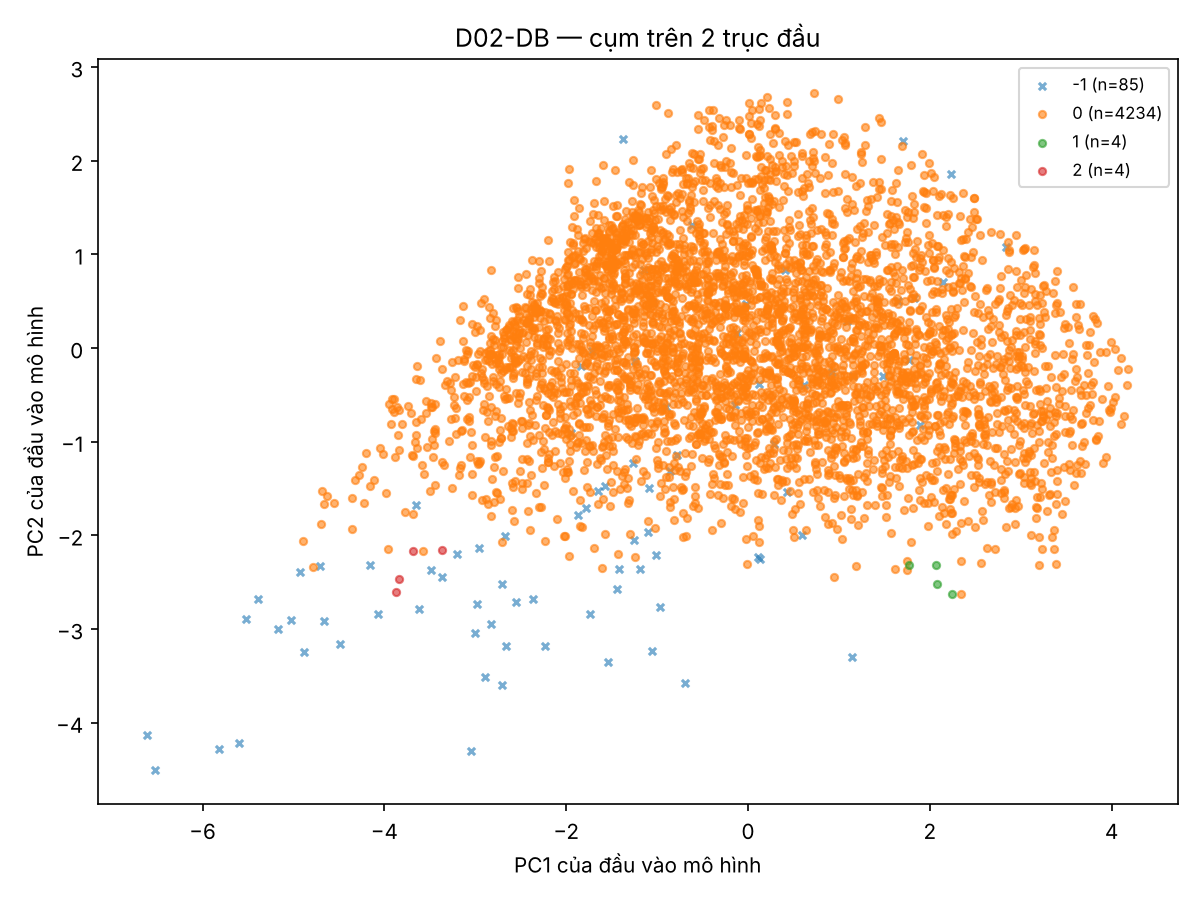 D02-DB — cụm trên 2 trục đầu
-1 (n=85)
0 (n=4234)
1 (n=4)
2 (n=4)
3
2
1
0
−1
−2
−3
−4
PC2 của đầu vào mô hình
−6
−4
−2
0
2
4
PC1 của đầu vào mô hình